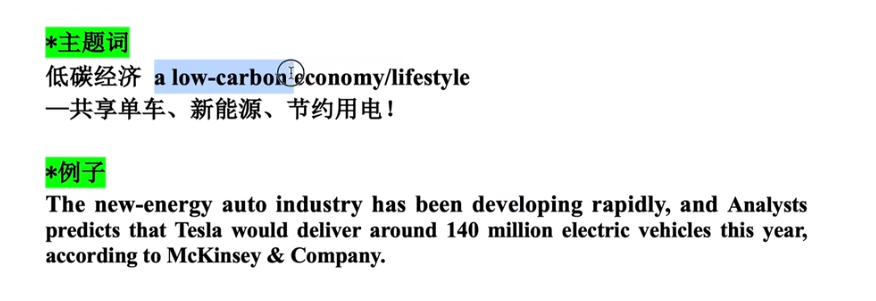 *主题词
低碳经济 a low-carbon economy/lifestyle
—共享单车、新能源、节约用电！
*例子
The new-energy auto industry has been developing rapidly, and Analysts
predicts that Tesla would deliver around 140 million electric vehicles this year,
according to McKinsey & Company.